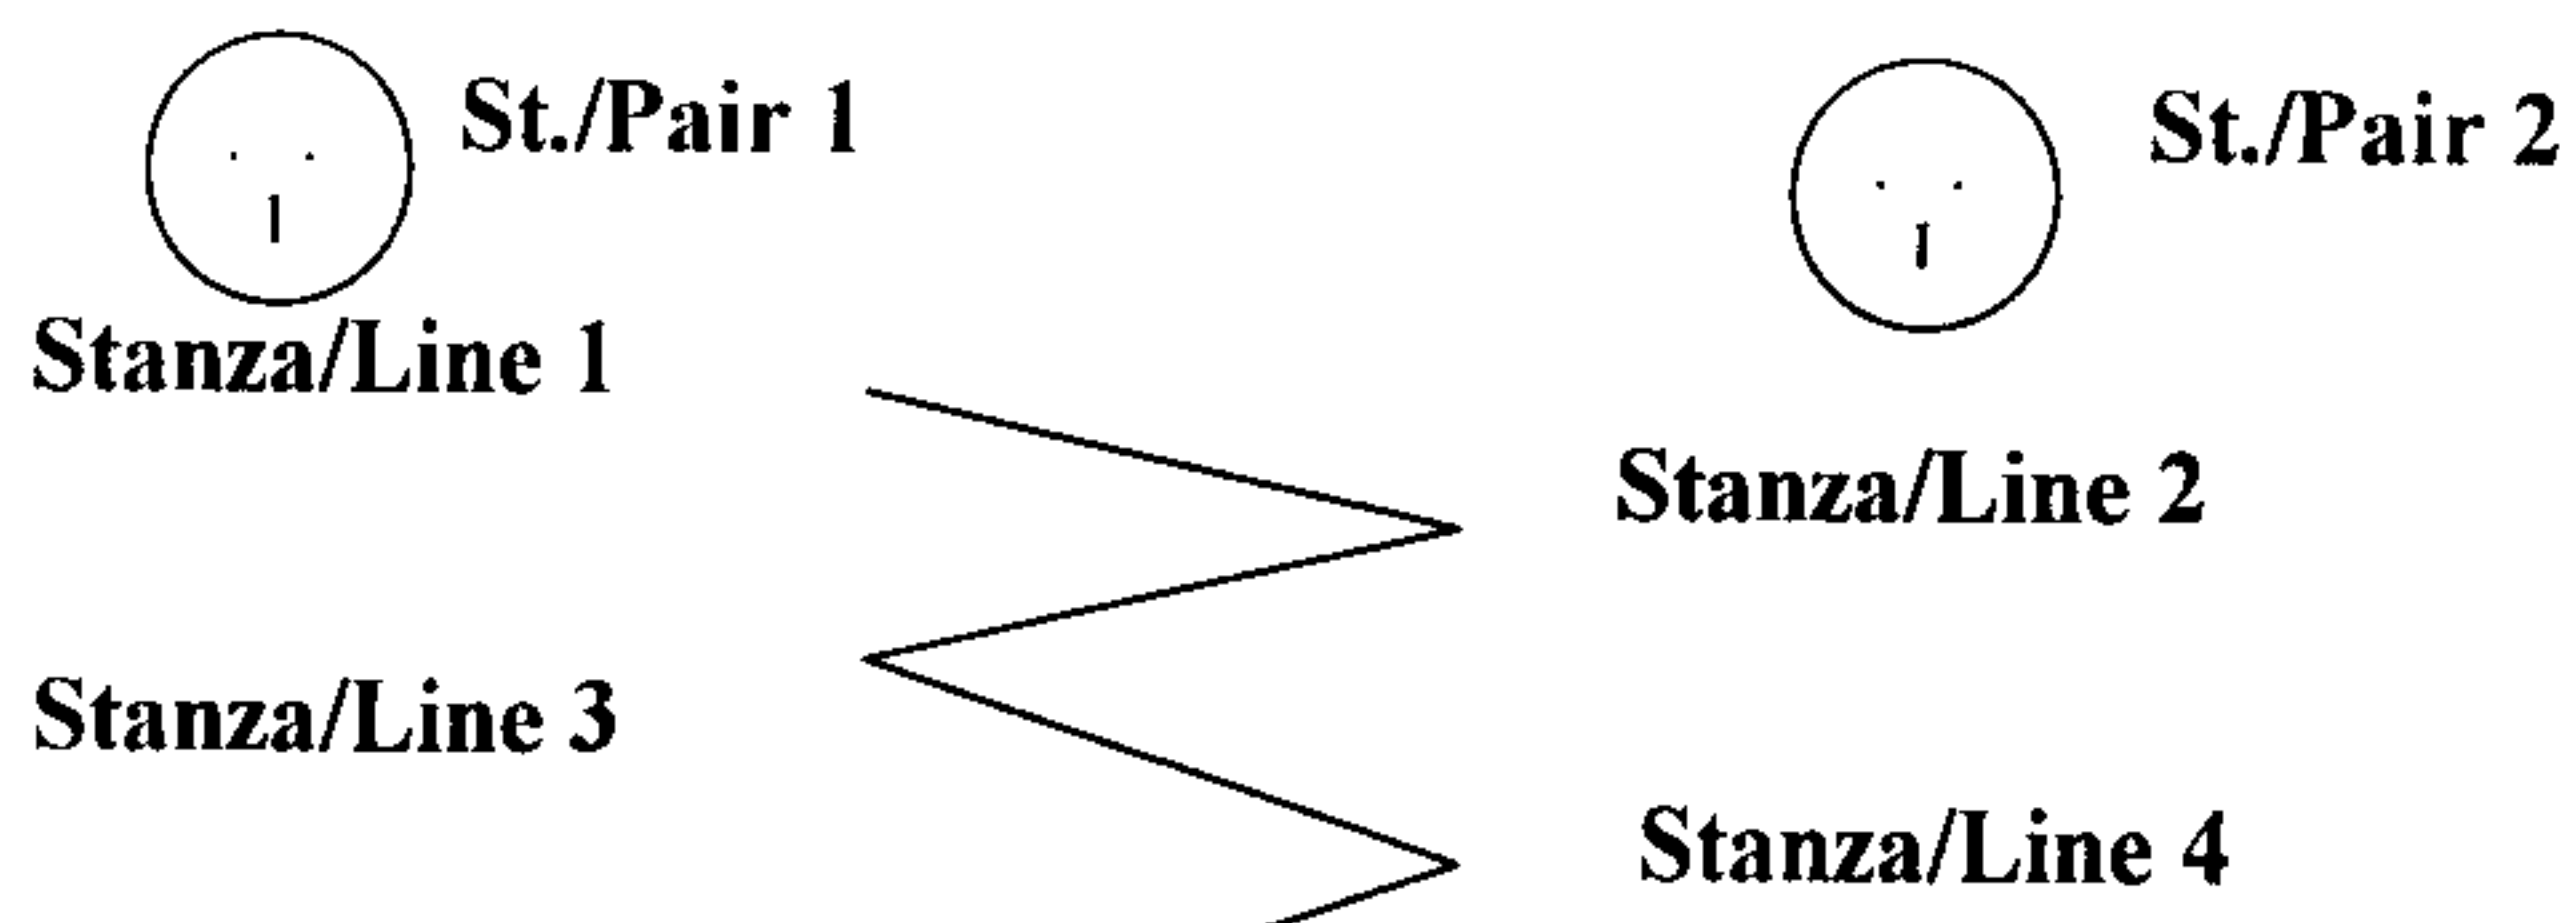 St./Pair 1
St./Pair 2
Stanza/Line 1
Stanza/Line 2
Stanza/Line 3
Stanza/Line 4